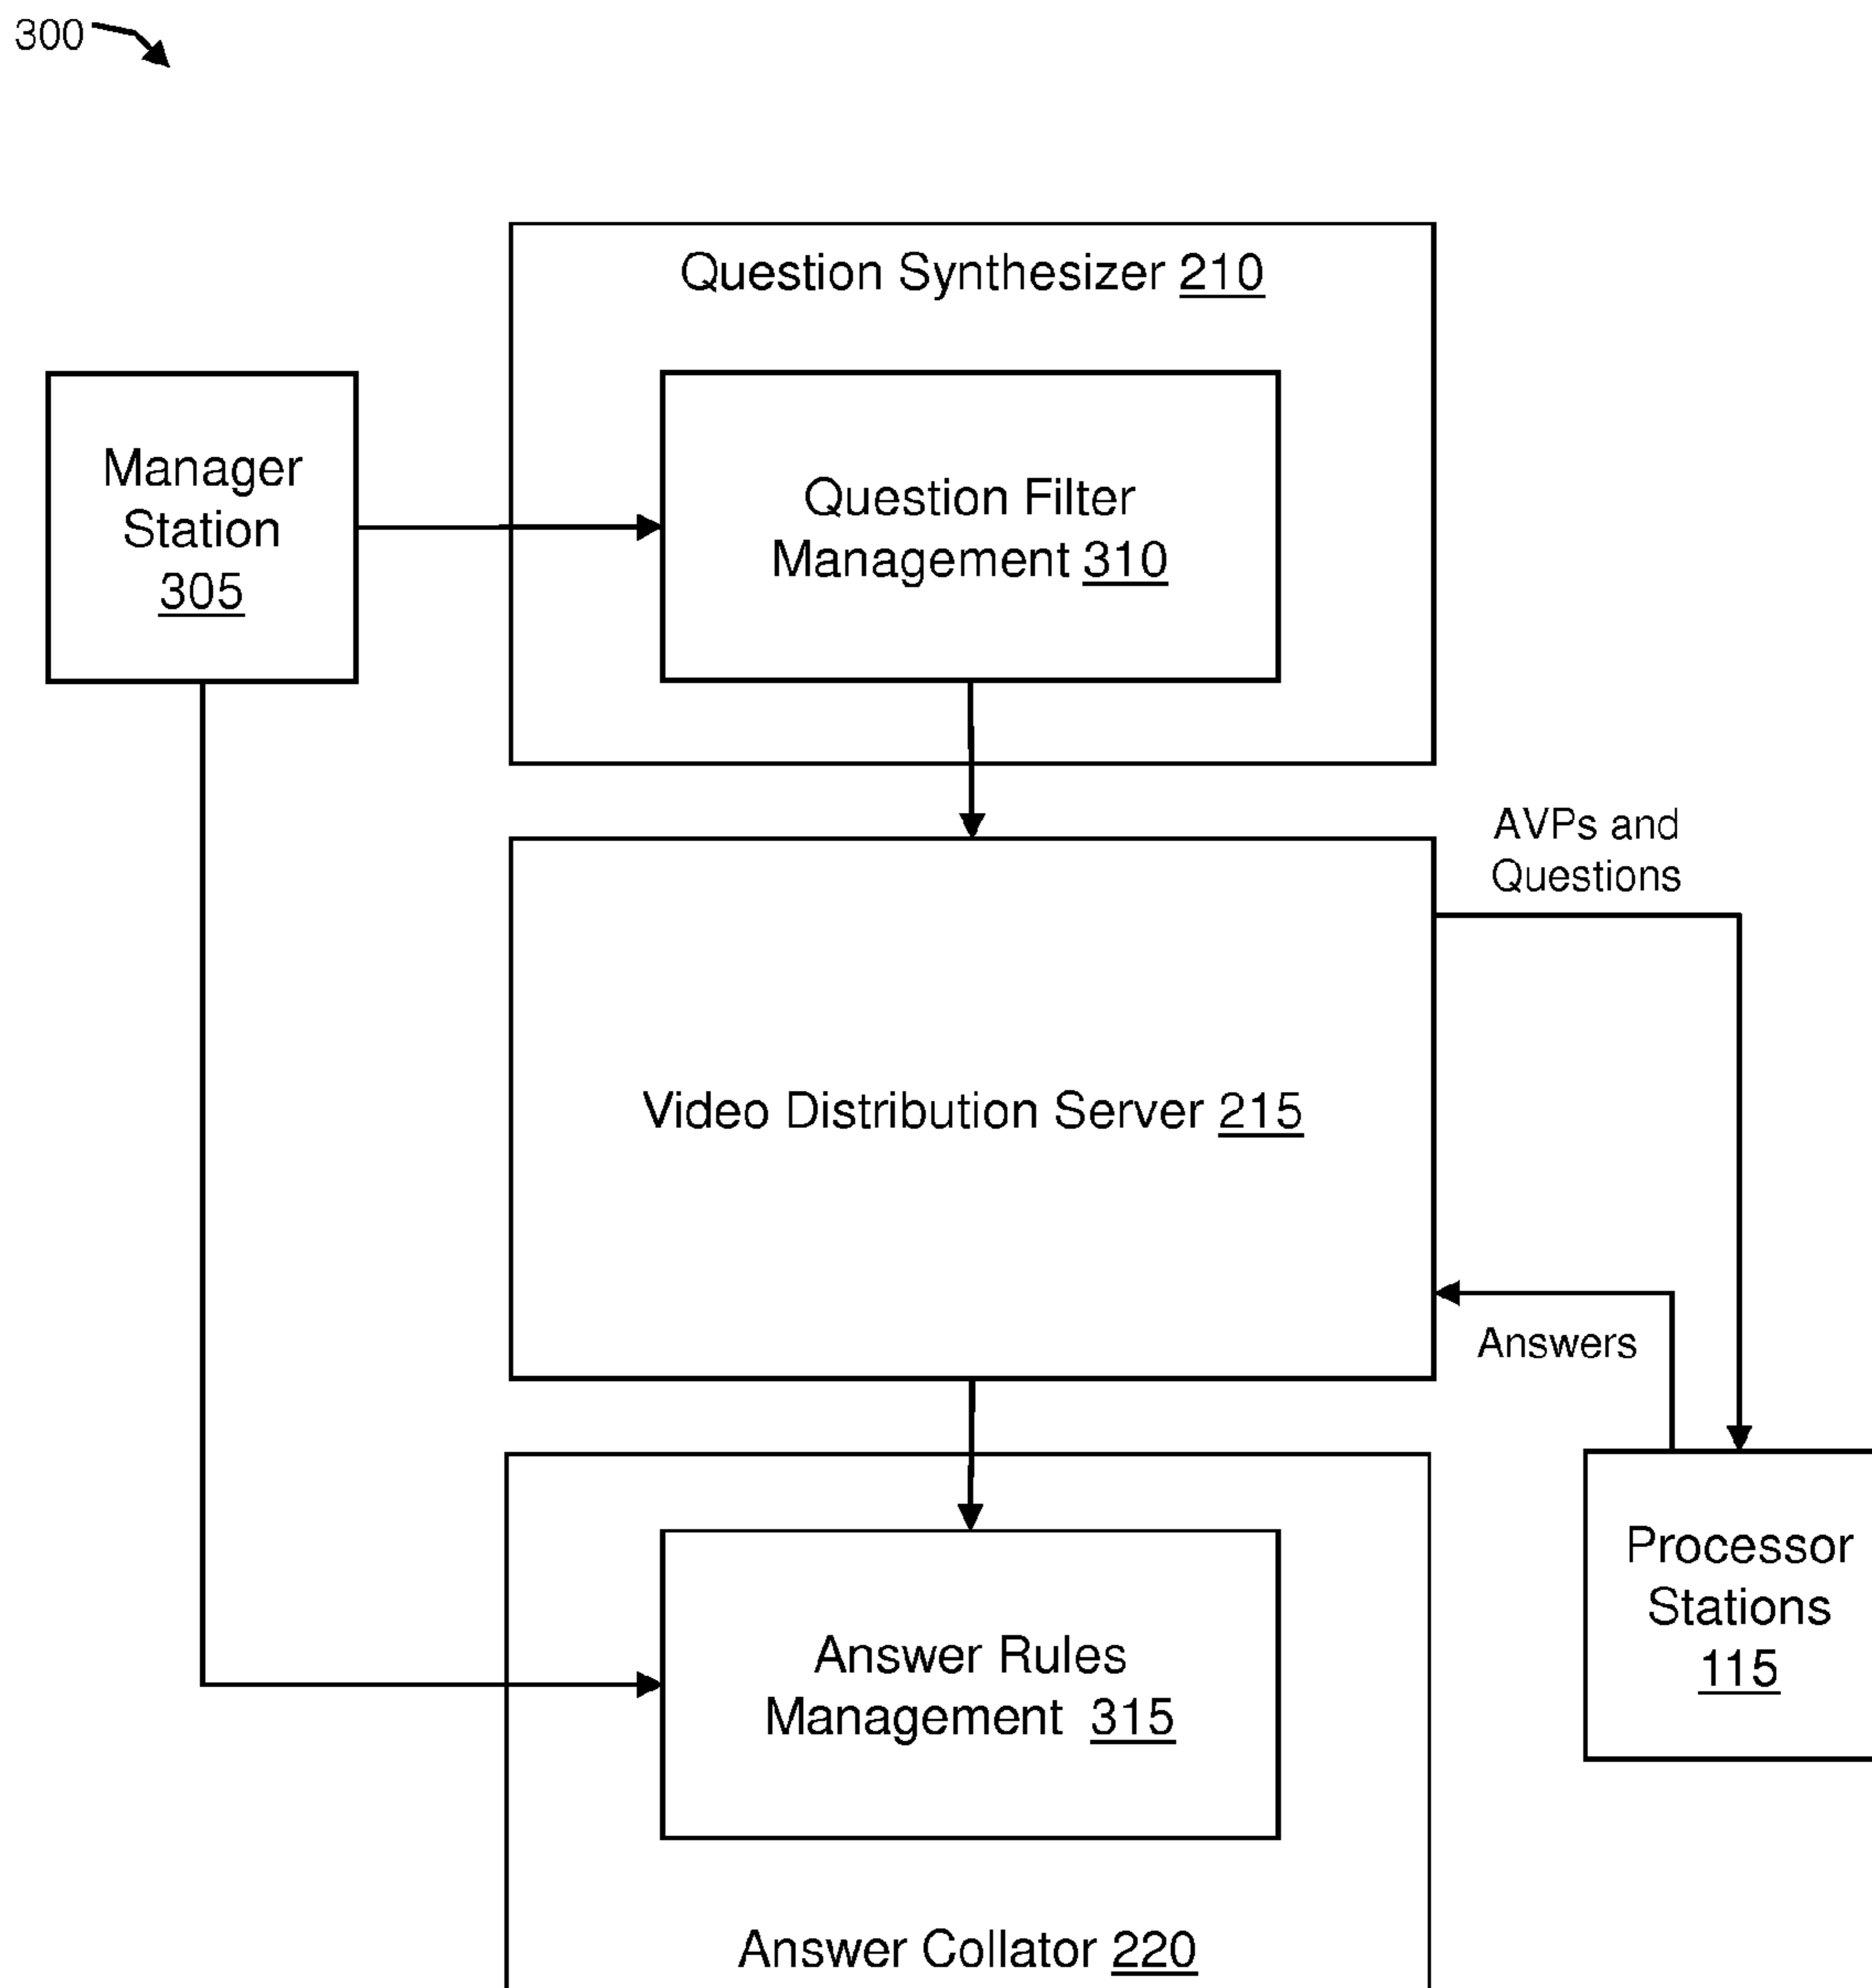 300
Question Synthesizer 210
Manager
Station
305
Question Filter
Management 310
AVPs and
Questions
Video Distribution Server 215
Answers
Processor
Stations
115
Answer Rules
Management 315
Answer Collator 220